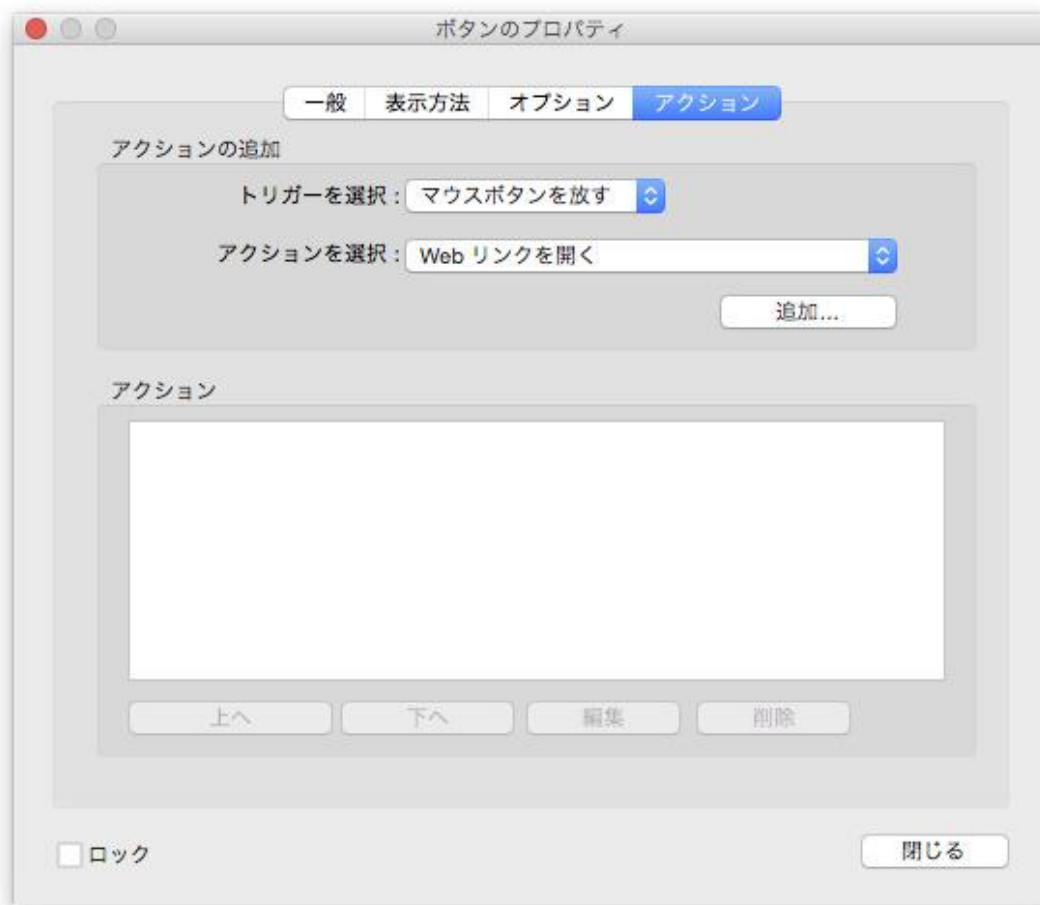 ボタンのプロパティ
一般 表示方法 オプション アクション
アクションの追加
トリガーを選択 : マウスボタンを放す
アクションを選択 : Web リンクを開く
追加...
アクション
上へ 下へ 編集 削除
ロック 閉じる